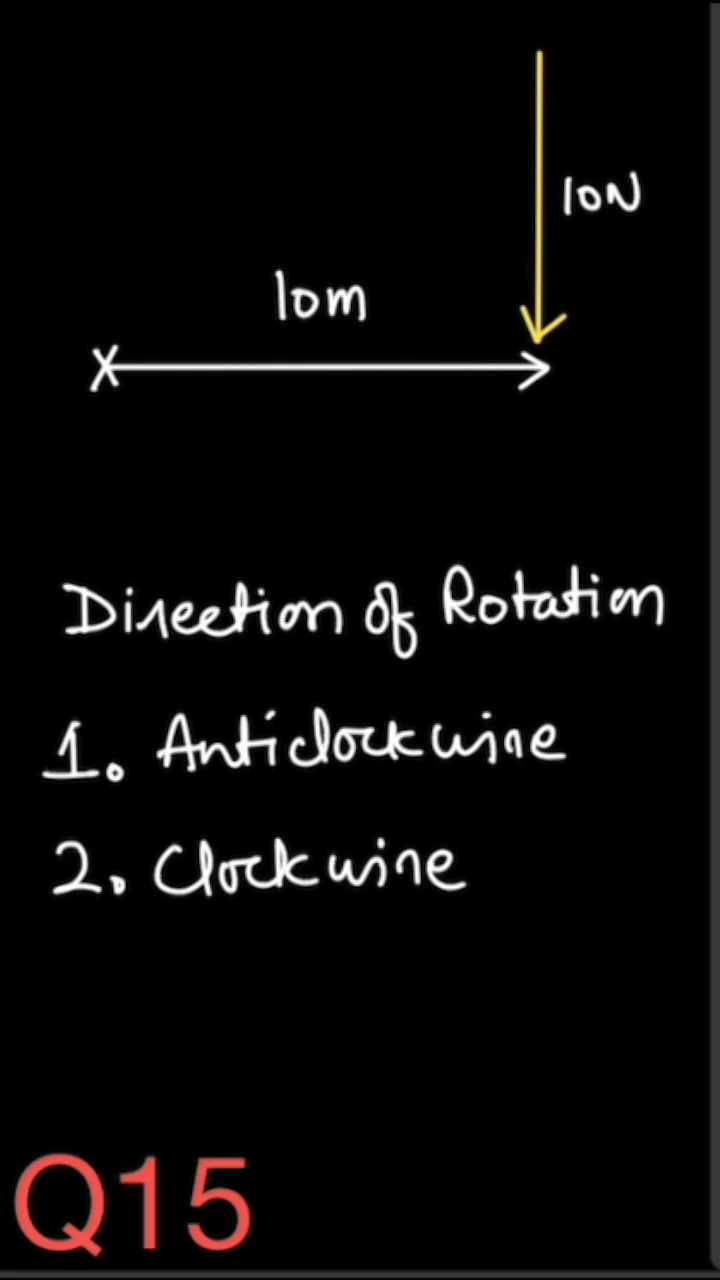 10N
10m
X
Direction of Rotation
1. Anticlockwise
2. Clockwise
Q15